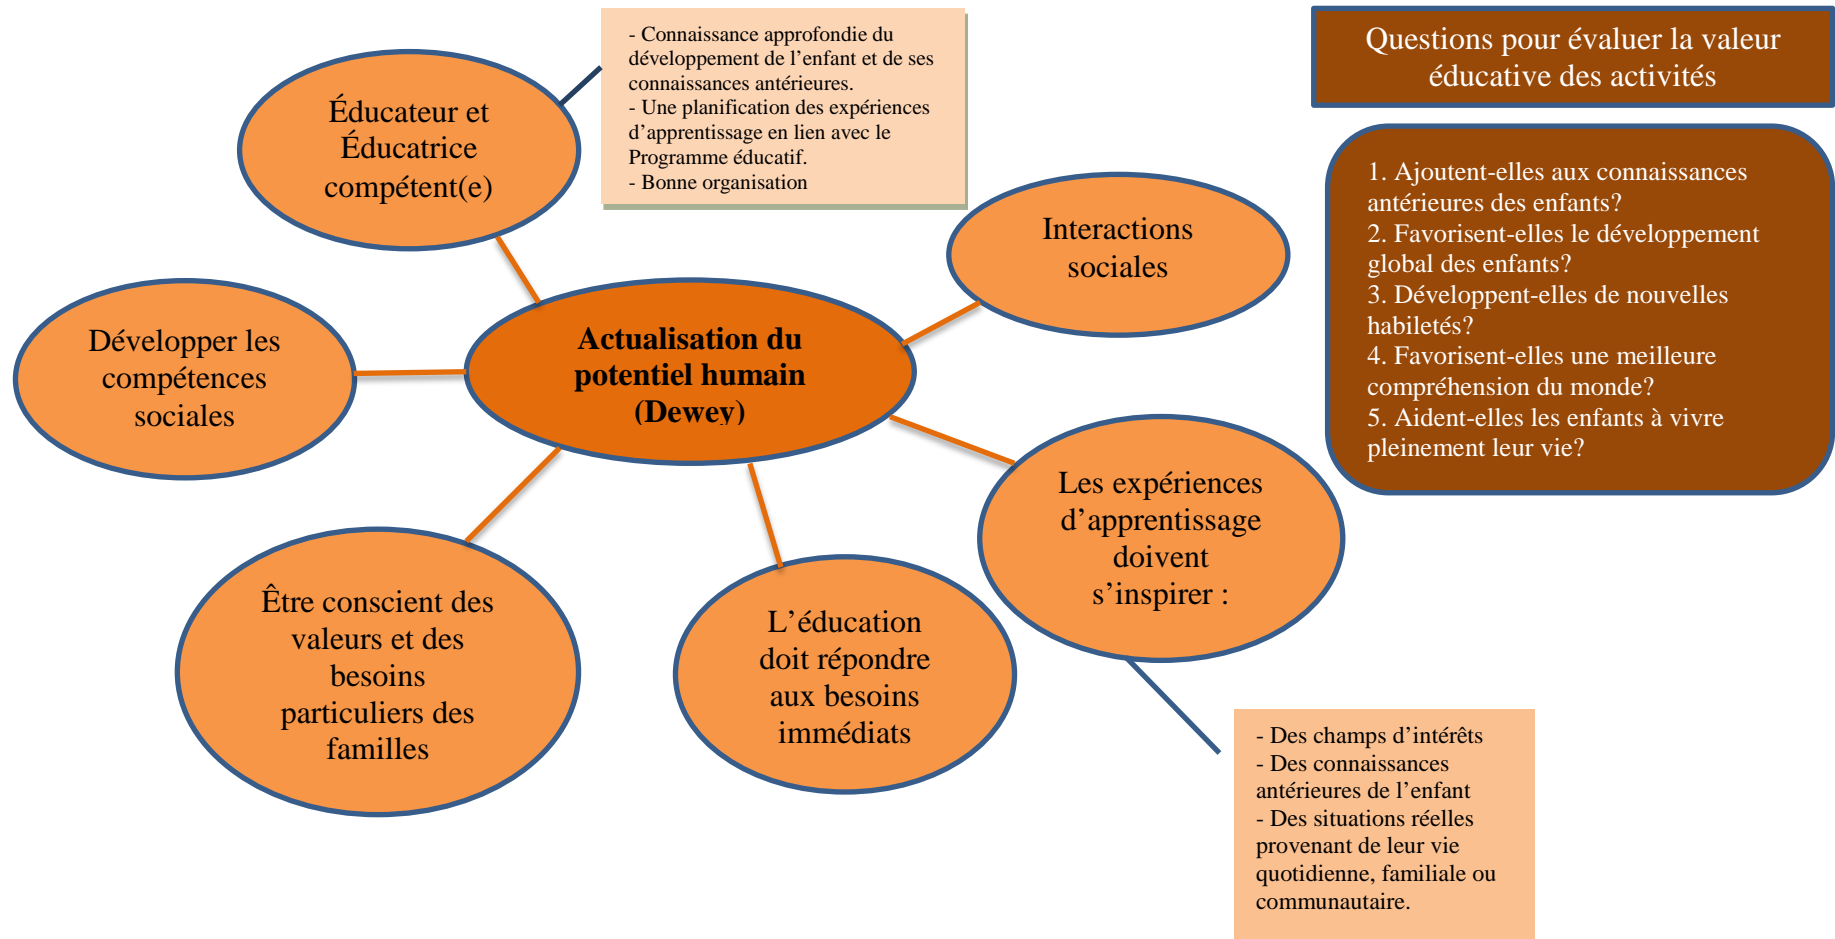 - Connaissance approfondie du
développement de l’enfant et de ses
connaissances antérieures.
- Une planification des expériences
d’apprentissage en lien avec le
Programme éducatif.
- Bonne organisation
Questions pour évaluer la valeur
éducative des activités
Éducateur et
Éducatrice
compétent(e)
1. Ajoutent-elles aux connaissances
antérieures des enfants?
2. Favorisent-elles le développement
global des enfants?
3. Développent-elles de nouvelles
habiletés?
4. Favorisent-elles une meilleure
compréhension du monde?
5. Aident-elles les enfants à vivre
pleinement leur vie?
Interactions
sociales
Développer les
compétences
sociales
Actualisation du
potentiel humain
(Dewey)
Les expériences
d’apprentissage
doivent
s’inspirer :
Être conscient des
valeurs et des
besoins
particuliers des
familles
L’éducation
doit répondre
aux besoins
immédiats
- Des champs d’intérêts
- Des connaissances
antérieures de l’enfant
- Des situations réelles
provenant de leur vie
quotidienne, familiale ou
communautaire.